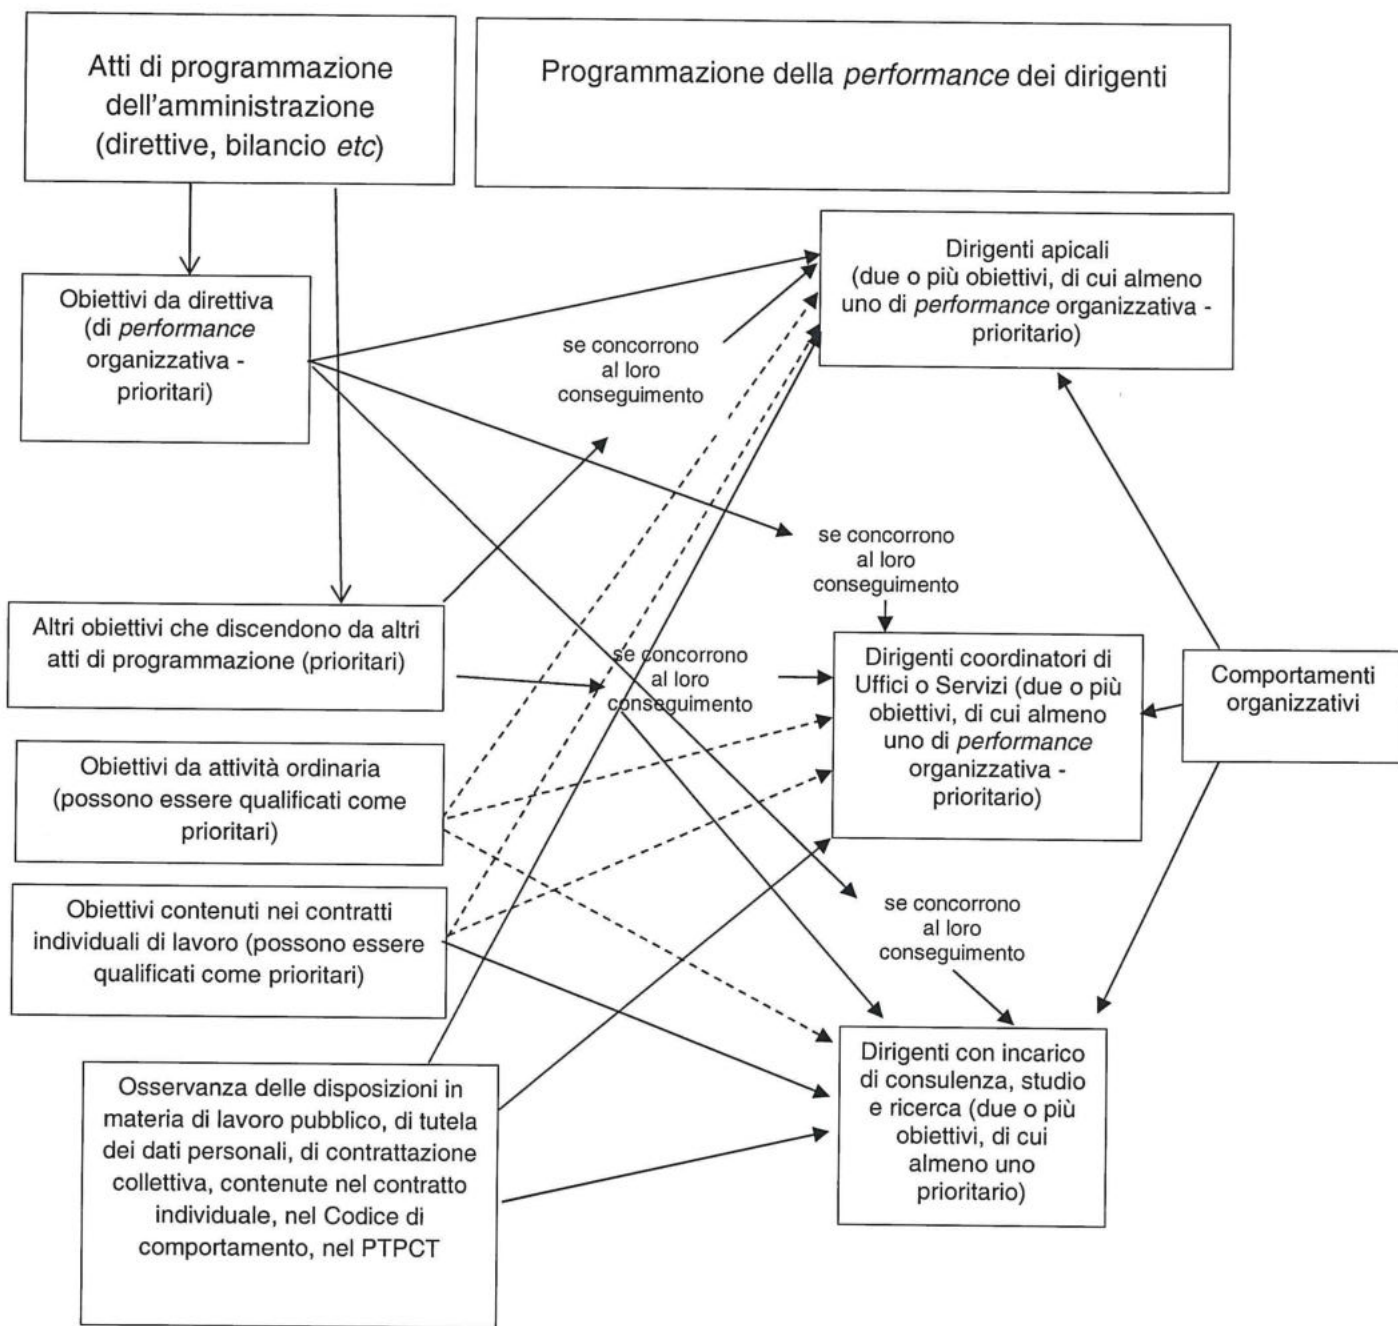 Atti di programmazione
dell'amministrazione
(direttive, bilancio etc)
Programmazione della performance dei dirigenti
Dirigenti apicali
(due o più obiettivi, di cui almeno
uno di performance organizzativa -
prioritario)
Obiettivi da direttiva
(di performance
organizzativa -
prioritari)
se concorrono
al loro
conseguimento
se concorrono
al loro
conseguimento
Altri obiettivi che discendono da altri
atti di programmazione (prioritari)
se concorrono
al loro
conseguimento
Dirigenti coordinatori di
Uffici o Servizi (due o più
obiettivi, di cui almeno
uno di performance
organizzativa -
prioritario)
Comportamenti
organizzativi
Obiettivi da attività ordinaria
(possono essere qualificati come
prioritari)
Obiettivi contenuti nei contratti
individuali di lavoro (possono essere
qualificati come prioritari)
se concorrono
al loro
conseguimento
Dirigenti con incarico
di consulenza, studio
e ricerca (due o più
obiettivi, di cui
almeno uno
prioritario)
Osservanza delle disposizioni in
materia di lavoro pubblico, di tutela
dei dati personali, di contrattazione
collettiva, contenute nel contratto
individuale, nel Codice di
comportamento, nel PTPCT